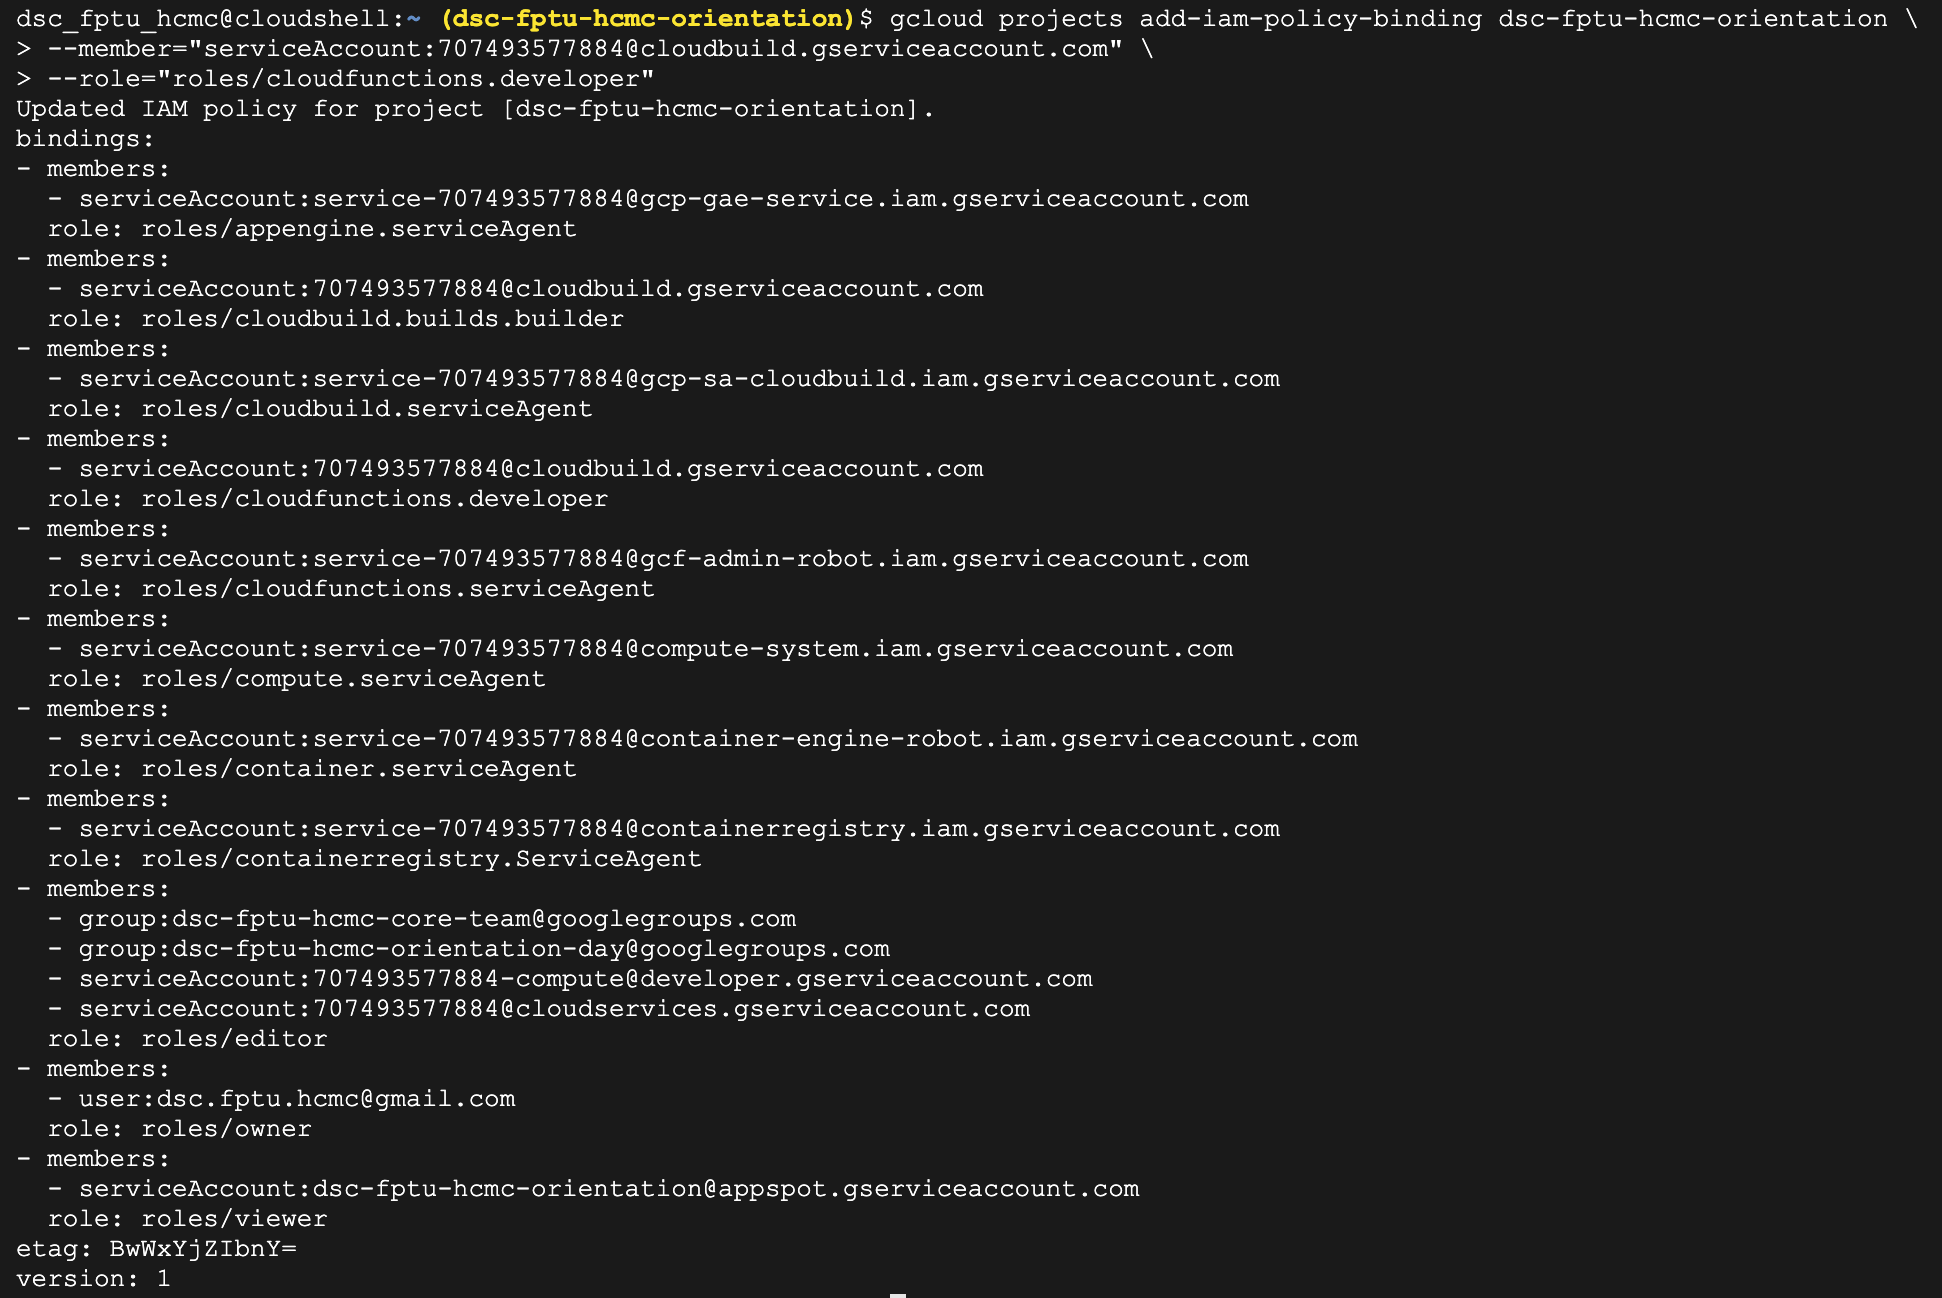 dsc_fptu_hcmc@cloudshell:~ (dsc-fptu-hcmc-orientation)$ gcloud projects add-iam-policy-binding dsc-fptu-hcmc-orientation \
> --member="serviceAccount:707493577884@cloudbuild.gserviceaccount.com" \
> --role="roles/cloudfunctions.developer"
Updated IAM policy for project [dsc-fptu-hcmc-orientation].
bindings:
- members:
  - serviceAccount:service-707493577884@gcp-gae-service.iam.gserviceaccount.com
  role: roles/appengine.serviceAgent
- members:
  - serviceAccount:707493577884@cloudbuild.gserviceaccount.com
  role: roles/cloudbuild.builds.builder
- members:
  - serviceAccount:service-707493577884@gcp-sa-cloudbuild.iam.gserviceaccount.com
  role: roles/cloudbuild.serviceAgent
- members:
  - serviceAccount:707493577884@cloudbuild.gserviceaccount.com
  role: roles/cloudfunctions.developer
- members:
  - serviceAccount:service-707493577884@gcf-admin-robot.iam.gserviceaccount.com
  role: roles/cloudfunctions.serviceAgent
- members:
  - serviceAccount:service-707493577884@compute-system.iam.gserviceaccount.com
  role: roles/compute.serviceAgent
- members:
  - serviceAccount:service-707493577884@container-engine-robot.iam.gserviceaccount.com
  role: roles/container.serviceAgent
- members:
  - serviceAccount:service-707493577884@containerregistry.iam.gserviceaccount.com
  role: roles/containerregistry.ServiceAgent
- members:
  - group:dsc-fptu-hcmc-core-team@googlegroups.com
  - group:dsc-fptu-hcmc-orientation-day@googlegroups.com
  - serviceAccount:707493577884-compute@developer.gserviceaccount.com
  - serviceAccount:707493577884@cloudservices.gserviceaccount.com
  role: roles/editor
- members:
  - user:dsc.fptu.hcmc@gmail.com
  role: roles/owner
- members:
  - serviceAccount:dsc-fptu-hcmc-orientation@appspot.gserviceaccount.com
  role: roles/viewer
etag: BwWxYjZIbnY=
version: 1